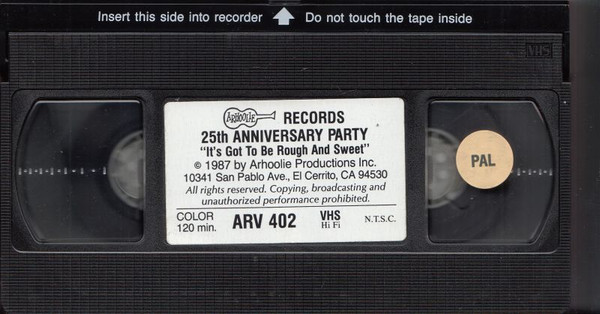 Insert this side into recorder Do not touch the tape inside
VHS
ARHOOLIE RECORDS
25th ANNIVERSARY PARTY
"It's Got To Be Rough And Sweet"
© 1987 by Arhoolie Productions Inc.
10341 San Pablo Ave., El Cerrito, CA 94530
All rights reserved. Copying, broadcasting and
unauthorized performance prohibited.
COLOR
120 min.
ARV 402
VHS
Hi Fi
N.T.S.C.
PAL